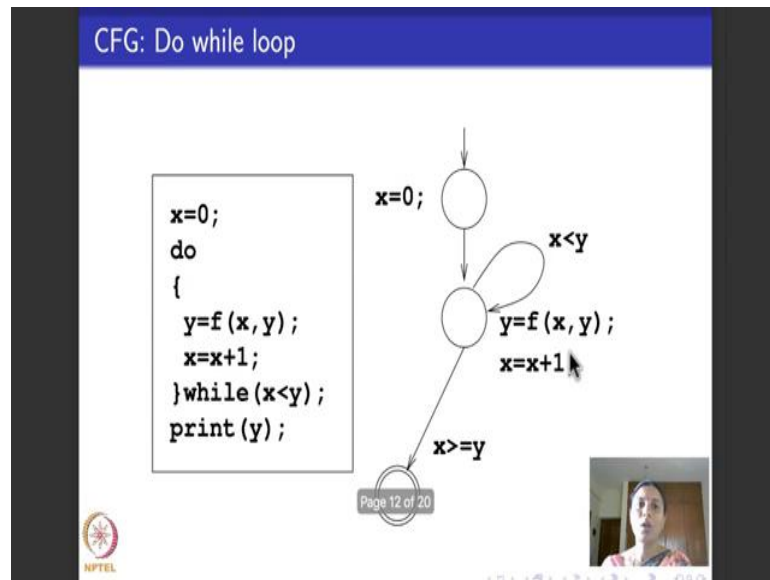 CFG: Do while loop
x=0;
do
{
y=f(x,y);
x=x+1;
}while(x<y);
print(y);
x=0;
x<y
y=f(x,y);
x=x+1
x>=y
Page 12 of 20
NPTEL